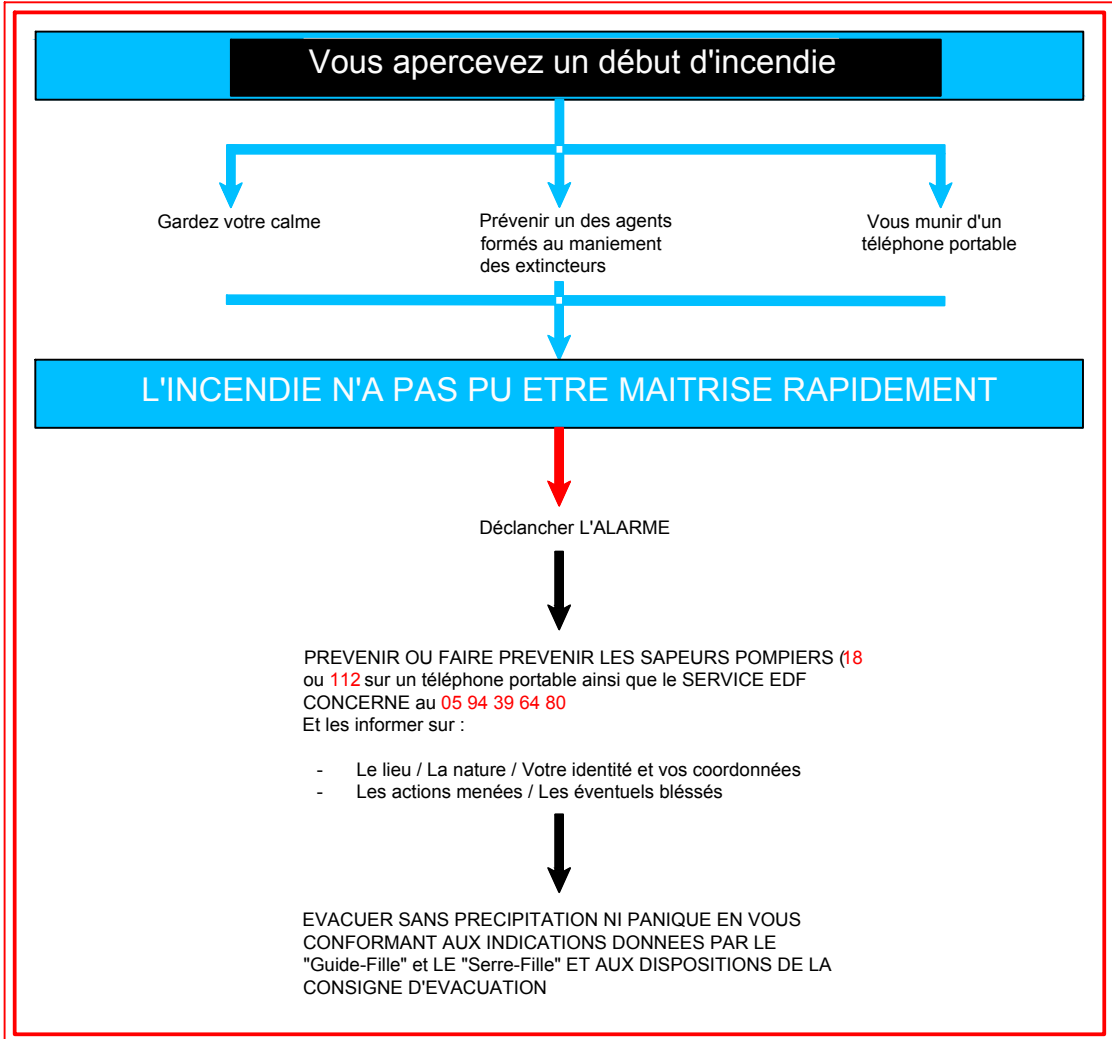 Vous apercevez un début d'incendie
Gardez votre calme
Prévenir un des agents
formés au maniement
des extincteurs
Vous munir d'un
téléphone portable
L'INCENDIE N'A PAS PU ETRE MAITRISE RAPIDEMENT
Déclancher L'ALARME
PREVENIR OU FAIRE PREVENIR LES SAPEURS POMPIERS (18
ou 112 sur un téléphone portable ainsi que le SERVICE EDF
CONCERNE au 05 94 39 64 80
Et les informer sur :
- Le lieu / La nature / Votre identité et vos coordonnées
- Les actions menées / Les éventuels bléssés
EVACUER SANS PRECIPITATION NI PANIQUE EN VOUS
CONFORMANT AUX INDICATIONS DONNEES PAR LE
"Guide-Fille" et LE "Serre-Fille" ET AUX DISPOSITIONS DE LA
CONSIGNE D'EVACUATION